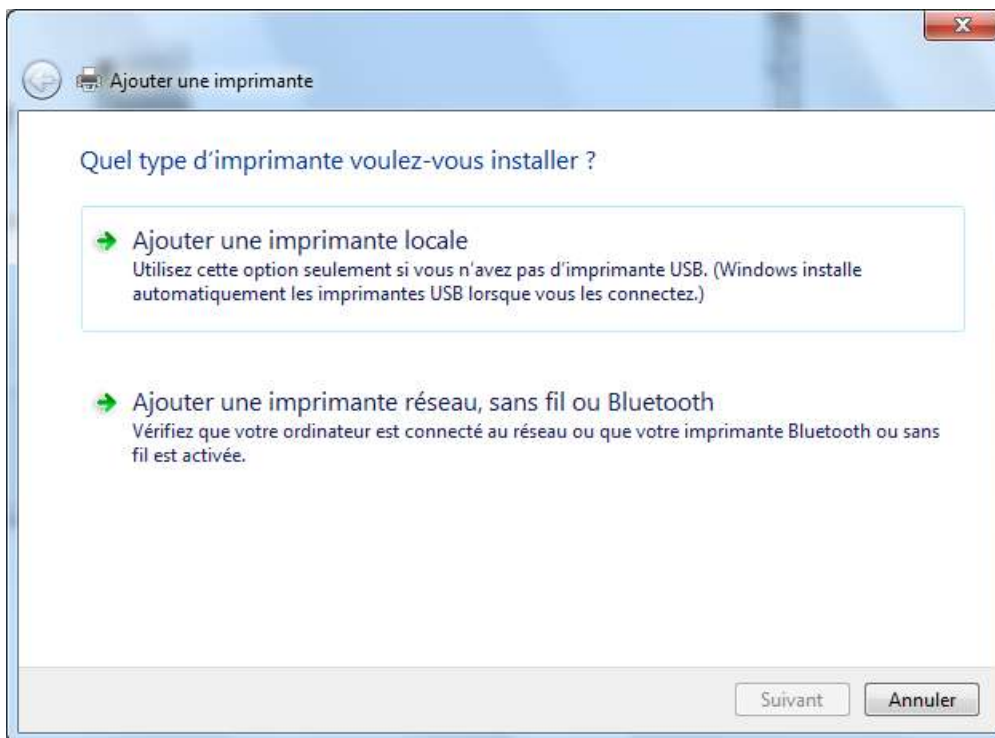 Ajouter une imprimante
Quel type d’imprimante voulez-vous installer ?
Ajouter une imprimante locale
Utilisez cette option seulement si vous n’avez pas d’imprimante USB. (Windows installe
automatiquement les imprimantes USB lorsque vous les connectez.)
Ajouter une imprimante réseau, sans fil ou Bluetooth
Vérifiez que votre ordinateur est connecté au réseau ou que votre imprimante Bluetooth ou sans
fil est activée.
Suivant
Annuler